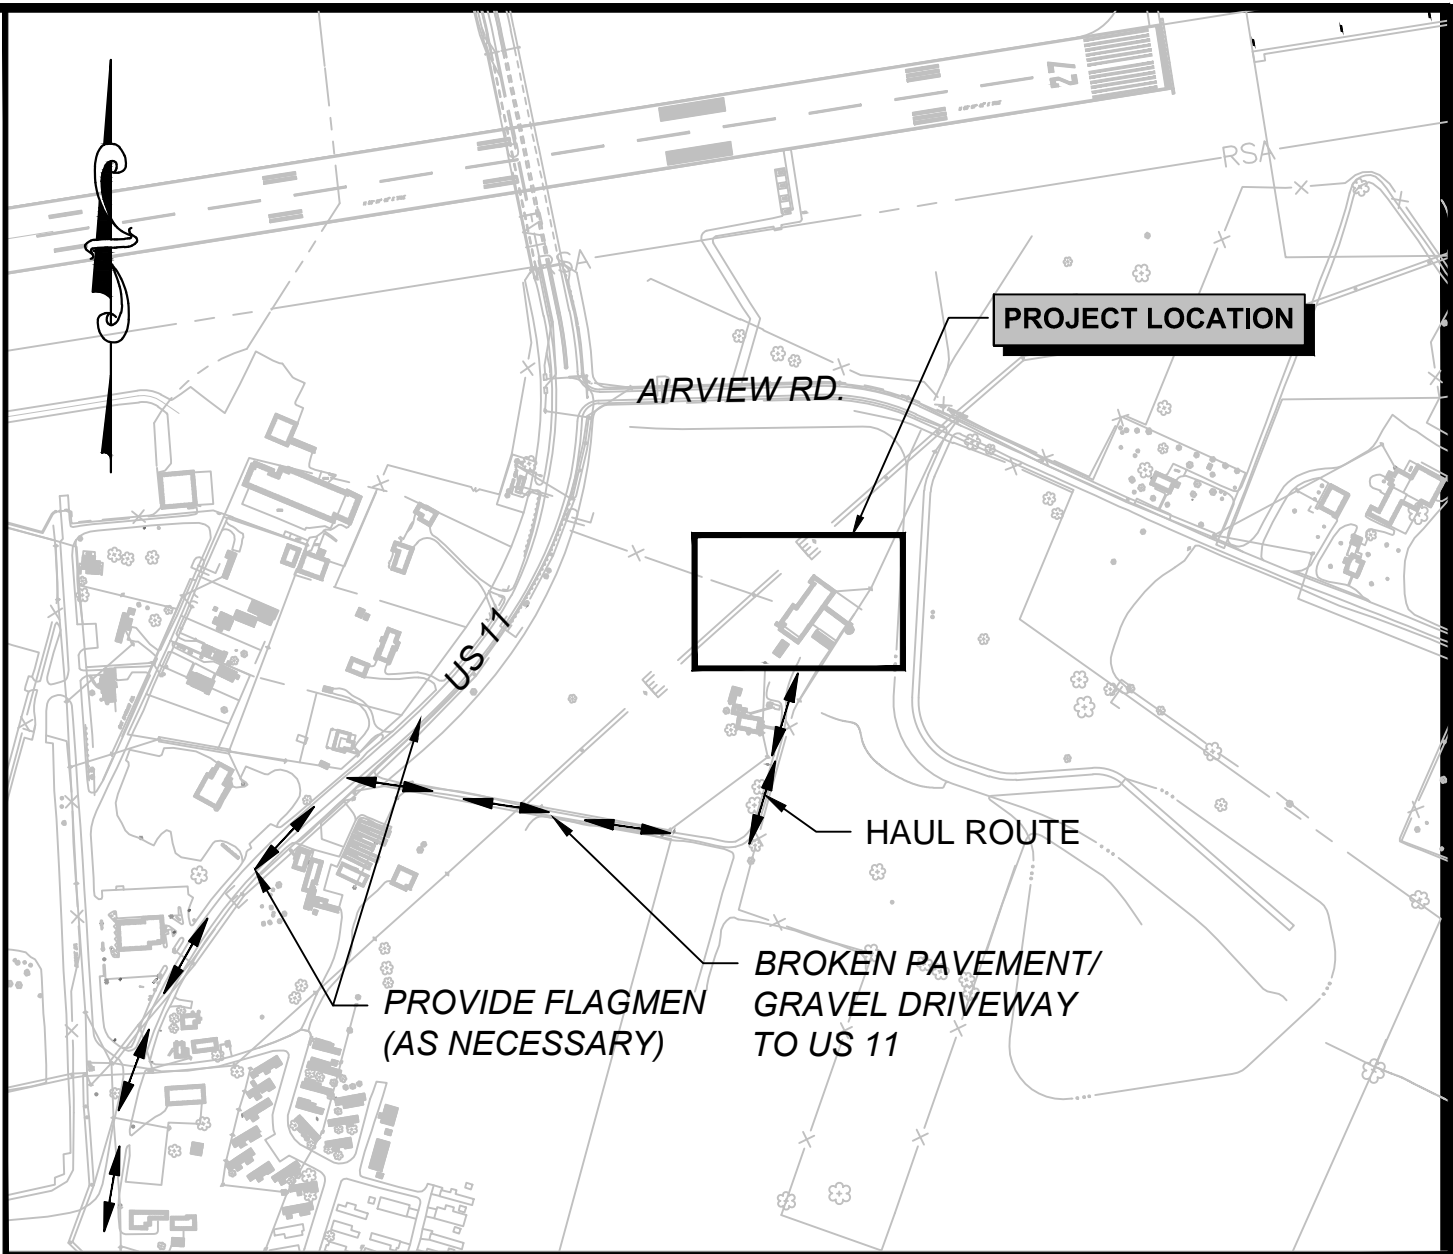 27
RSA
RSA
PROJECT LOCATION
AIRVIEW RD.
US 11
HAUL ROUTE
BROKEN PAVEMENT/
GRAVEL DRIVEWAY
TO US 11
PROVIDE FLAGMEN
(AS NECESSARY)